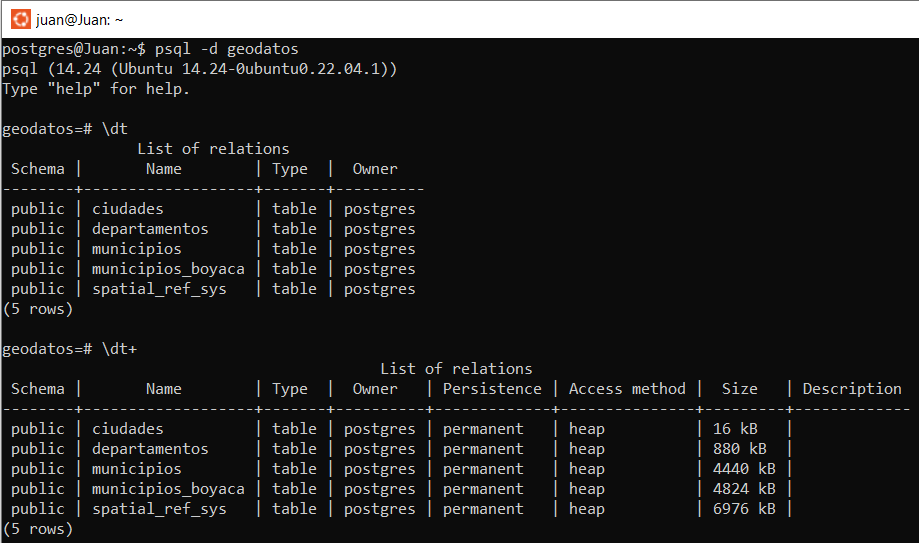 juan@Juan: ~
postgres@Juan:~$ psql -d geodatos
psql (14.24 (Ubuntu 14.24-0ubuntu0.22.04.1))
Type "help" for help.

geodatos=# \dt
               List of relations
 Schema |       Name        | Type  |  Owner
--------+-------------------+-------+----------
 public | ciudades          | table | postgres
 public | departamentos     | table | postgres
 public | municipios        | table | postgres
 public | municipios_boyaca | table | postgres
 public | spatial_ref_sys   | table | postgres
(5 rows)

geodatos=# \dt+
                                          List of relations
 Schema |       Name        | Type  |  Owner   | Persistence | Access method |  Size   | Description
--------+-------------------+-------+----------+-------------+---------------+---------+-------------
 public | ciudades          | table | postgres | permanent   | heap          | 16 kB   |
 public | departamentos     | table | postgres | permanent   | heap          | 880 kB  |
 public | municipios        | table | postgres | permanent   | heap          | 4440 kB |
 public | municipios_boyaca | table | postgres | permanent   | heap          | 4824 kB |
 public | spatial_ref_sys   | table | postgres | permanent   | heap          | 6976 kB |
(5 rows)